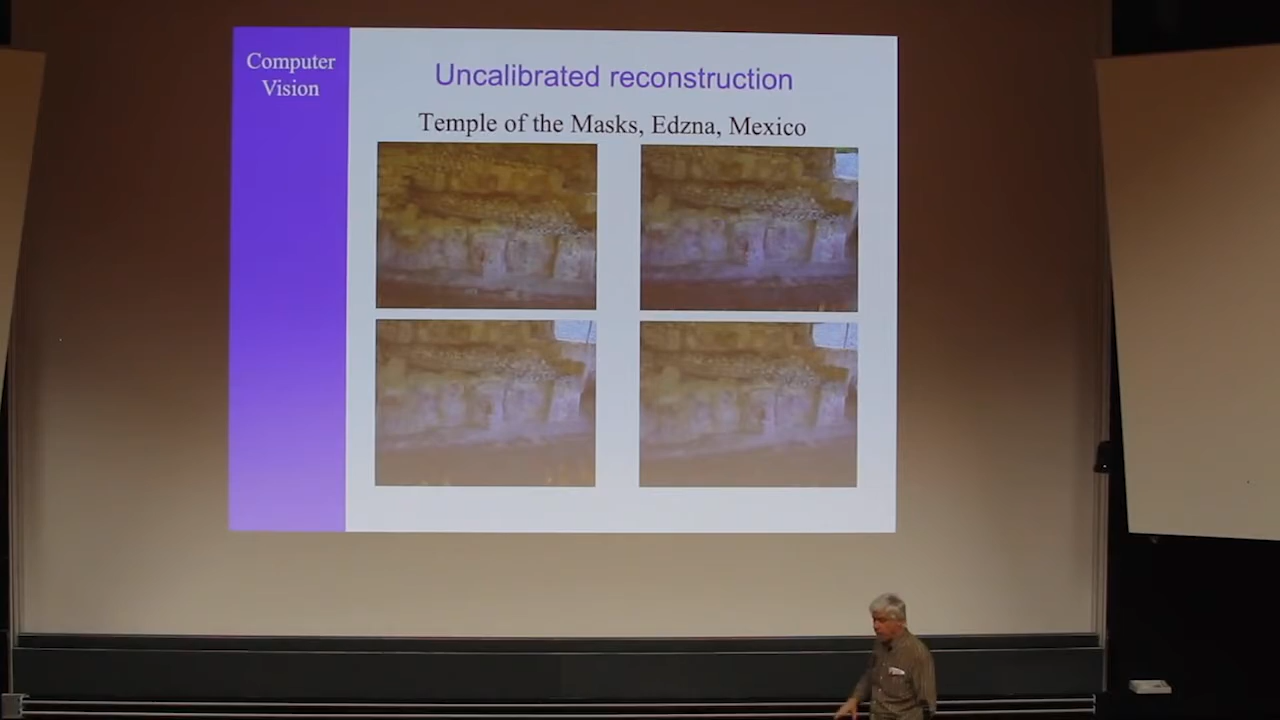 Computer
Vision
Uncalibrated reconstruction
Temple of the Masks, Edzna, Mexico